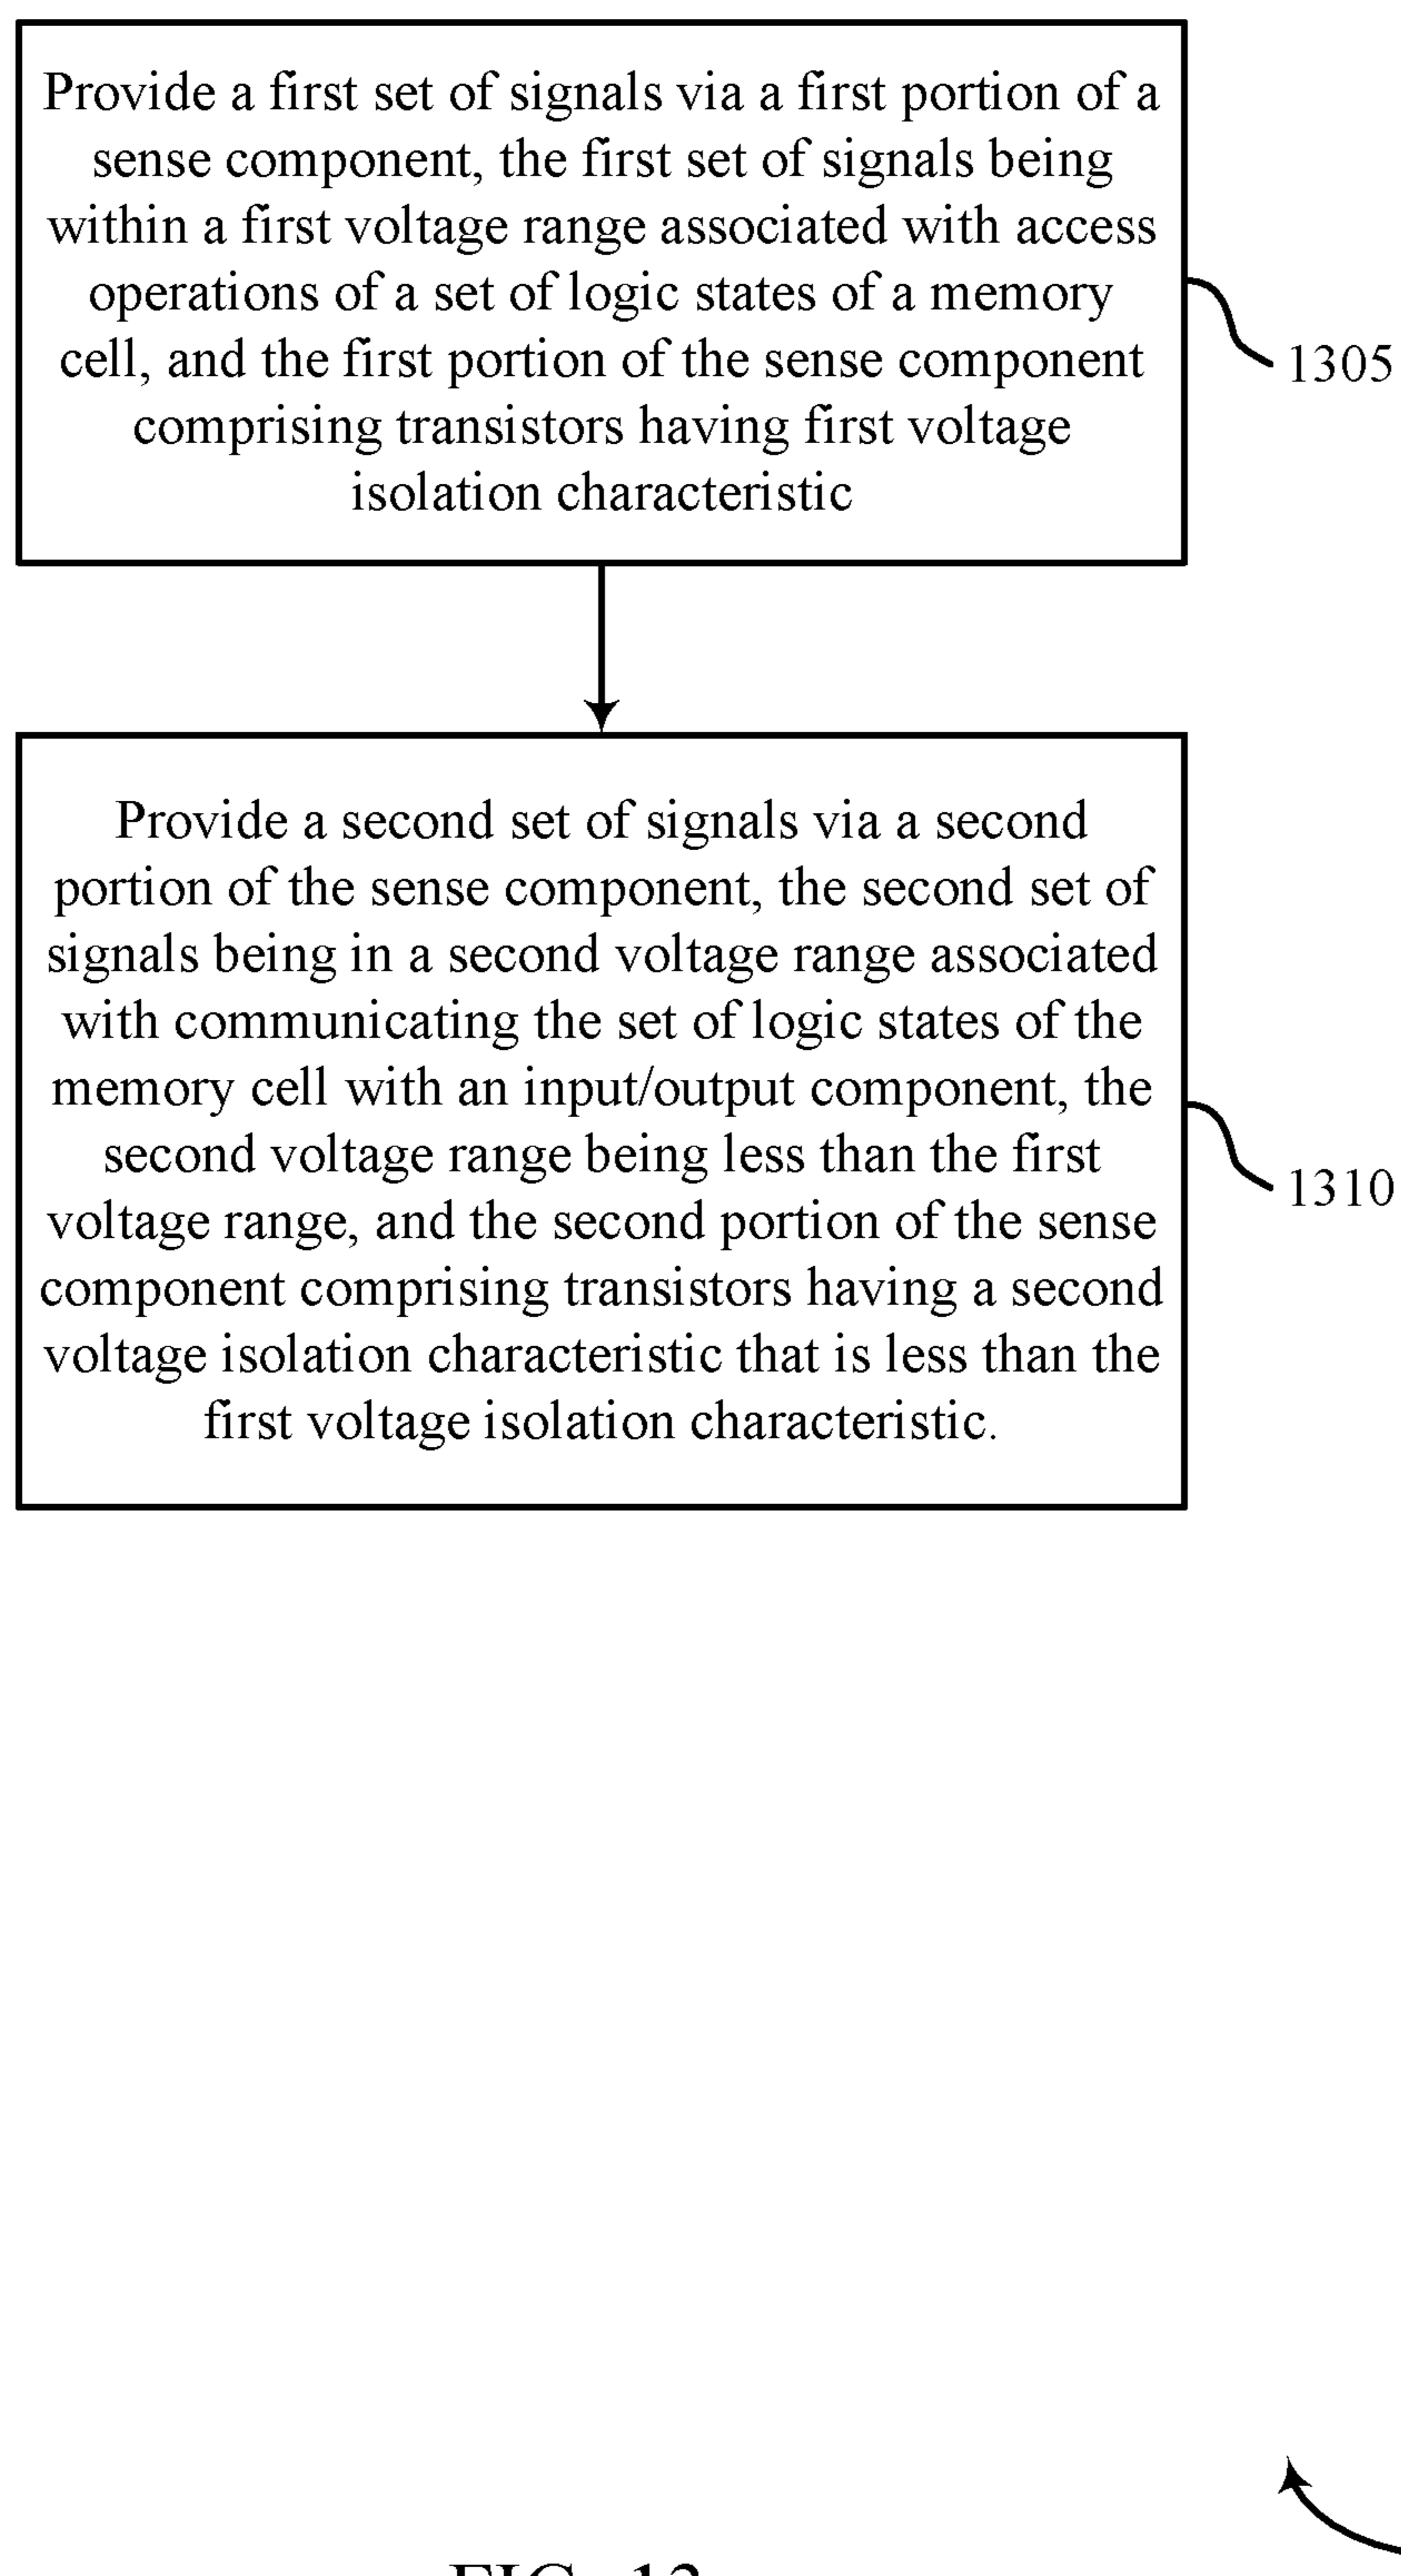 Provide a first set of signals via a first portion of a
sense component, the first set of signals being
within a first voltage range associated with access
operations of a set of logic states of a memory
cell, and the first portion of the sense component
comprising transistors having first voltage
isolation characteristic
1305
Provide a second set of signals via a second
portion of the sense component, the second set of
signals being in a second voltage range associated
with communicating the set of logic states of the
memory cell with an input/output component, the
second voltage range being less than the first
voltage range, and the second portion of the sense
component comprising transistors having a second
voltage isolation characteristic that is less than the
first voltage isolation characteristic.
1310